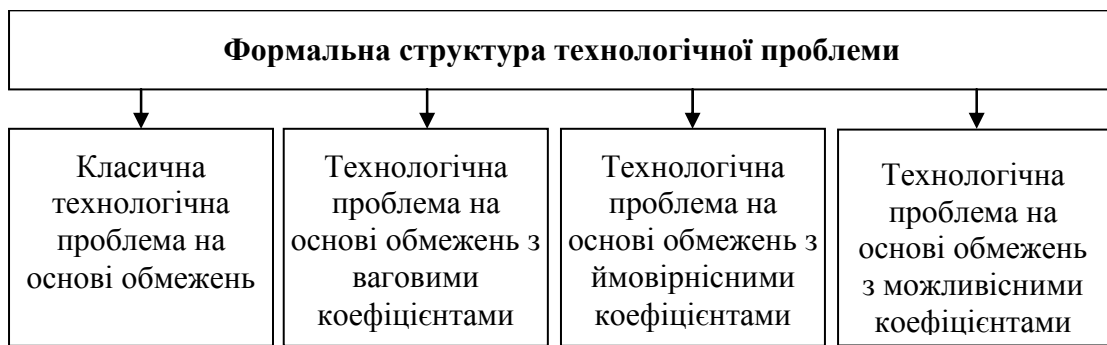 Формальна структура технологічної проблеми
Класична
технологічна
проблема на
основі обмежень
Технологічна
проблема на
основі обмежень з
ваговими
коефіцієнтами
Технологічна
проблема на
основі обмежень з
ймовірнісними
коефіцієнтами
Технологічна
проблема на
основі обмежень
з можливісними
коефіцієнтами